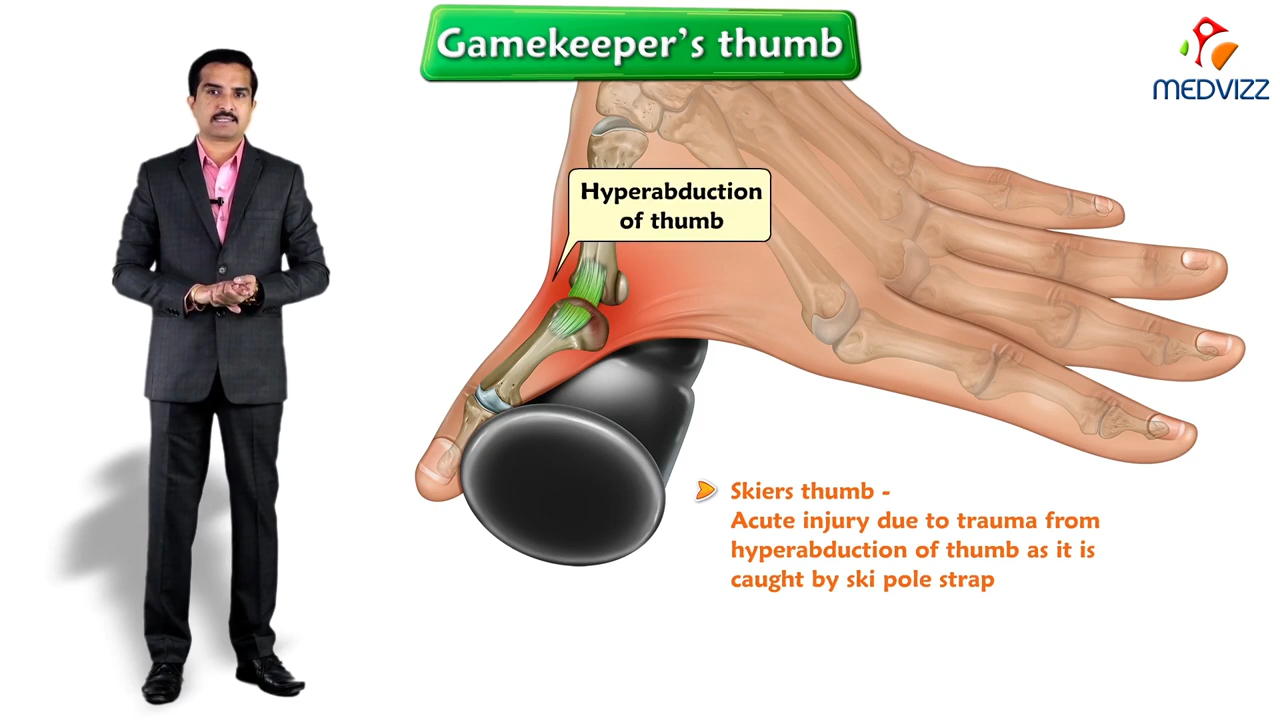 Gamekeeper's thumb
MEDVIZZ
Hyperabduction
of thumb
Skiers thumb -
Acute injury due to trauma from
hyperabduction of thumb as it is
caught by ski pole strap